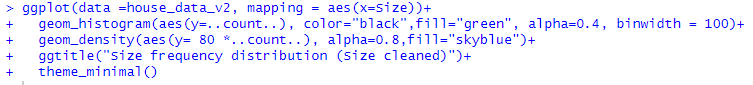 > ggplot(data =house_data_v2, mapping = aes(x=Size))+
+   geom_histogram(aes(y=..count..), color="black",fill="green", alpha=0.4, binwidth = 100)+
+   geom_density(aes(y= 80 *..count..), alpha=0.8,fill="skyblue")+
+   ggtitle("Size frequency distribution (Size cleaned)")+
+   theme_minimal()